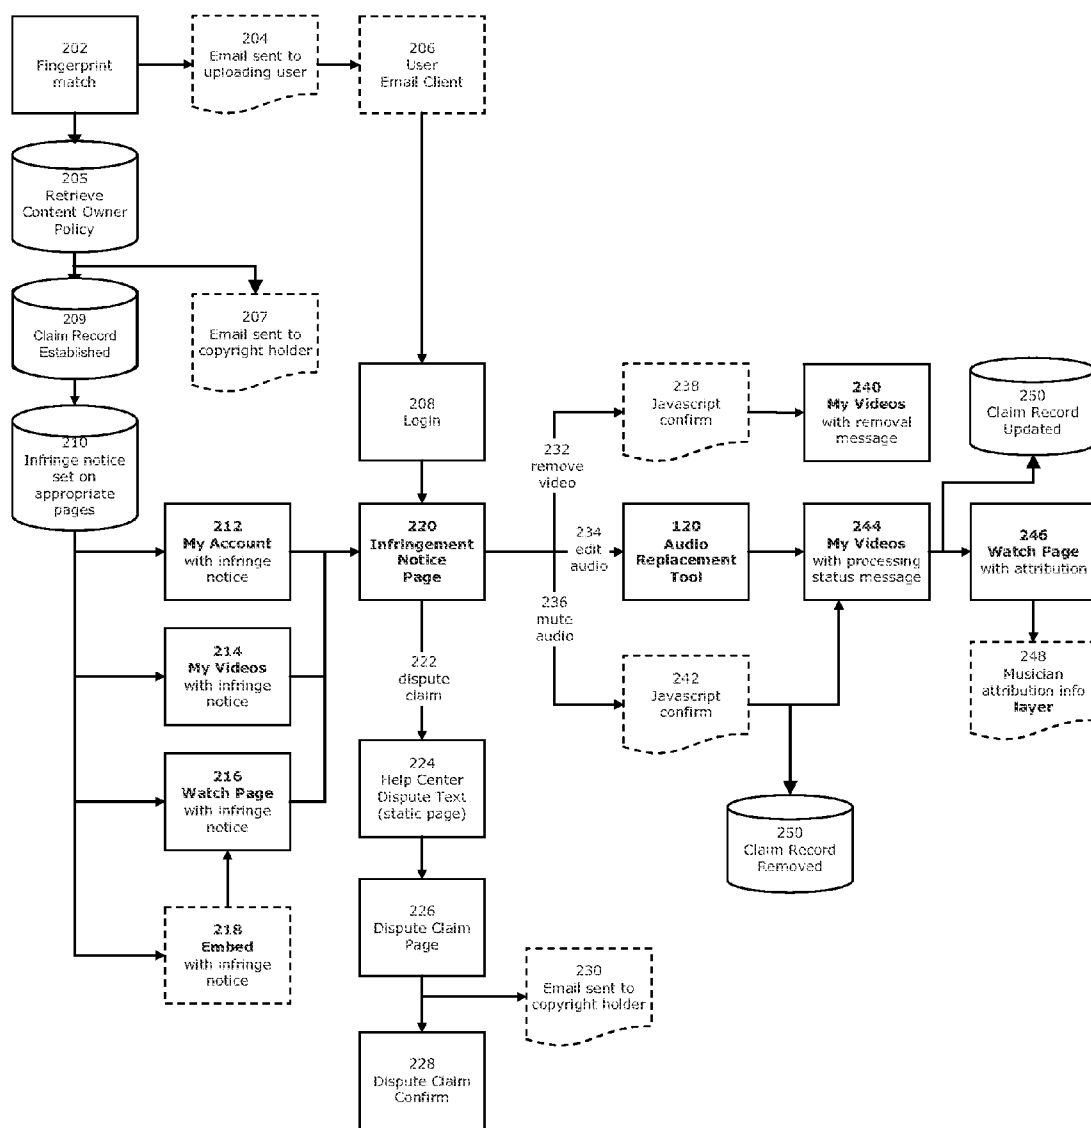 202
Fingerprint
match
204
Email sent to
uploading user
206
User
Email Client
205
Retrieve
Content Owner
Policy
209
Claim Record
Established
207
Email sent to
copyright holder
210
Infringe notice
set on
appropriate
pages
208
Login
238
Javascript
confirm
240
My Videos
with removal
message
250
Claim Record
Updated
232
remove
video
212
My Account
with infringe
notice
220
Infringement
Notice
Page
234
edit
audio
120
Audio
Replacement
Tool
244
My Videos
with processing
status message
246
Watch Page
with attribution
236
mute
audio
214
My Videos
with infringe
notice
222
dispute
claim
242
Javascript
confirm
248
Musician
attribution info
layer
216
Watch Page
with infringe
notice
224
Help Center
Dispute Text
(static page)
250
Claim Record
Removed
218
Embed
with infringe
notice
226
Dispute Claim
Page
230
Email sent to
copyright holder
228
Dispute Claim
Confirm